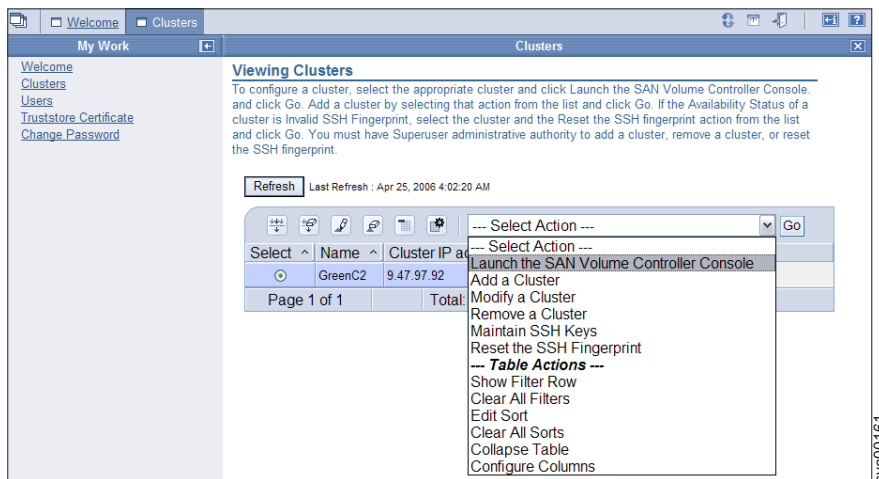 Welcome
Clusters
My Work
Clusters
Welcome
Clusters
Users
Truststore Certificate
Change Password
Viewing Clusters
To configure a cluster, select the appropriate cluster and click Launch the SAN Volume Controller Console.
and click Go. Add a cluster by selecting that action from the list and click Go. If the Availability Status of a
cluster is Invalid SSH Fingerprint, select the cluster and the Reset the SSH fingerprint action from the list
and click Go. You must have Superuser administrative authority to add a cluster, remove a cluster, or reset
the SSH fingerprint.
Refresh Last Refresh : Apr 25, 2006 4:02:20 AM
--- Select Action --- Go
Select Name Cluster IP
GreenC2 9.47.97.92
Page 1 of 1 Total:
--- Select Action ---
Launch the SAN Volume Controller Console
Add a Cluster
Modify a Cluster
Remove a Cluster
Maintain SSH Keys
Reset the SSH Fingerprint
--- Table Actions ---
Show Filter Row
Clear All Filters
Edit Sort
Clear All Sorts
Collapse Table
Configure Columns